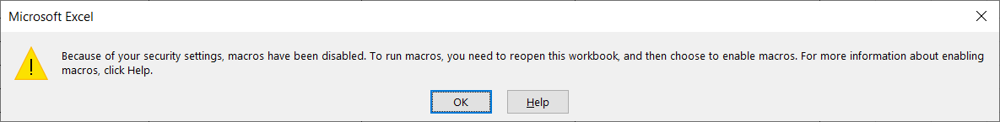 Microsoft Excel
Because of your security settings, macros have been disabled. To run macros, you need to reopen this workbook, and then choose to enable macros. For more information about enabling
macros, click Help.
OK
Help